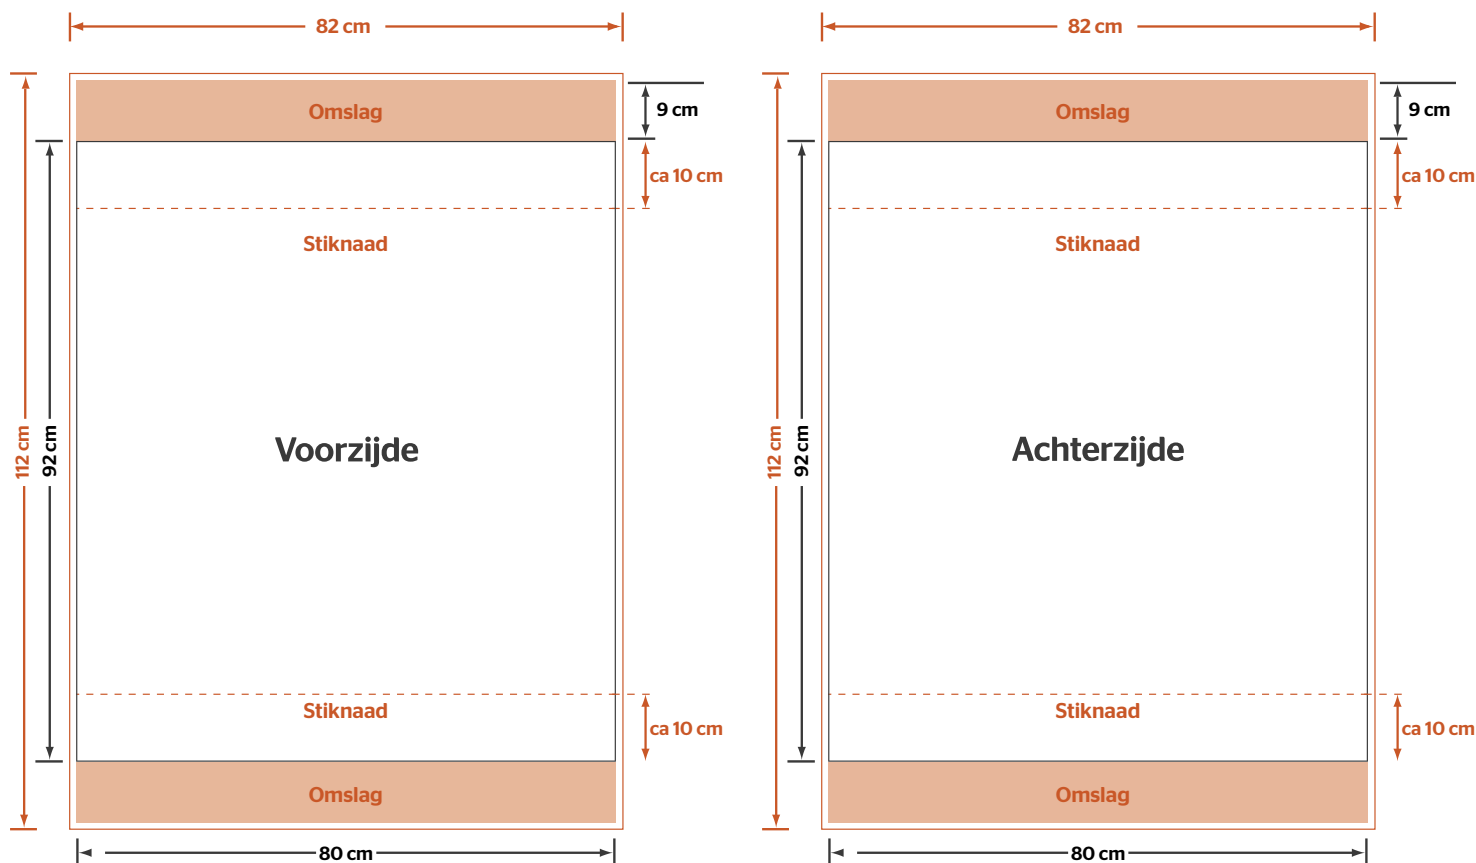 82 cm
82 cm
Omslag
9 cm
Omslag
9 cm
ca 10 cm
ca 10 cm
Stiknaad
Stiknaad
112 cm
92 cm
Voorzijde
112 cm
92 cm
Achterzijde
Stiknaad
ca 10 cm
Stiknaad
ca 10 cm
Omslag
Omslag
80 cm
80 cm